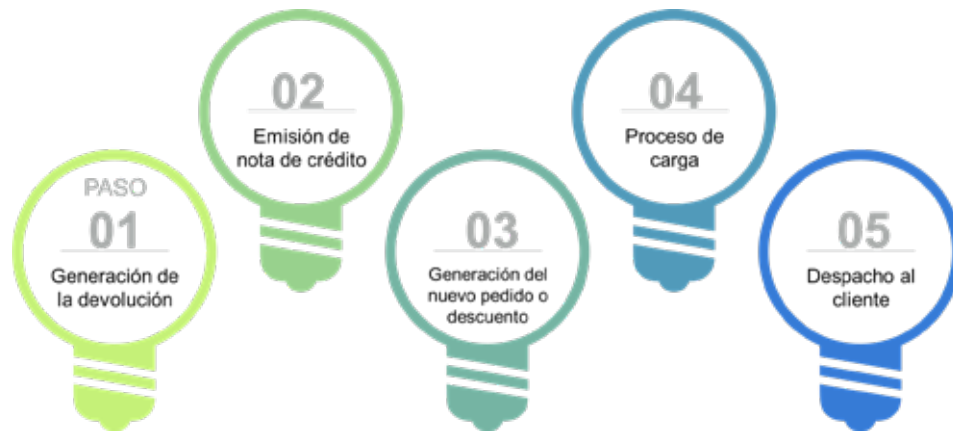 PASO
01
Generación de
la devolución
02
Emisión de
nota de crédito
03
Generación del
nuevo pedido o
descuento
04
Proceso de
carga
05
Despacho al
cliente